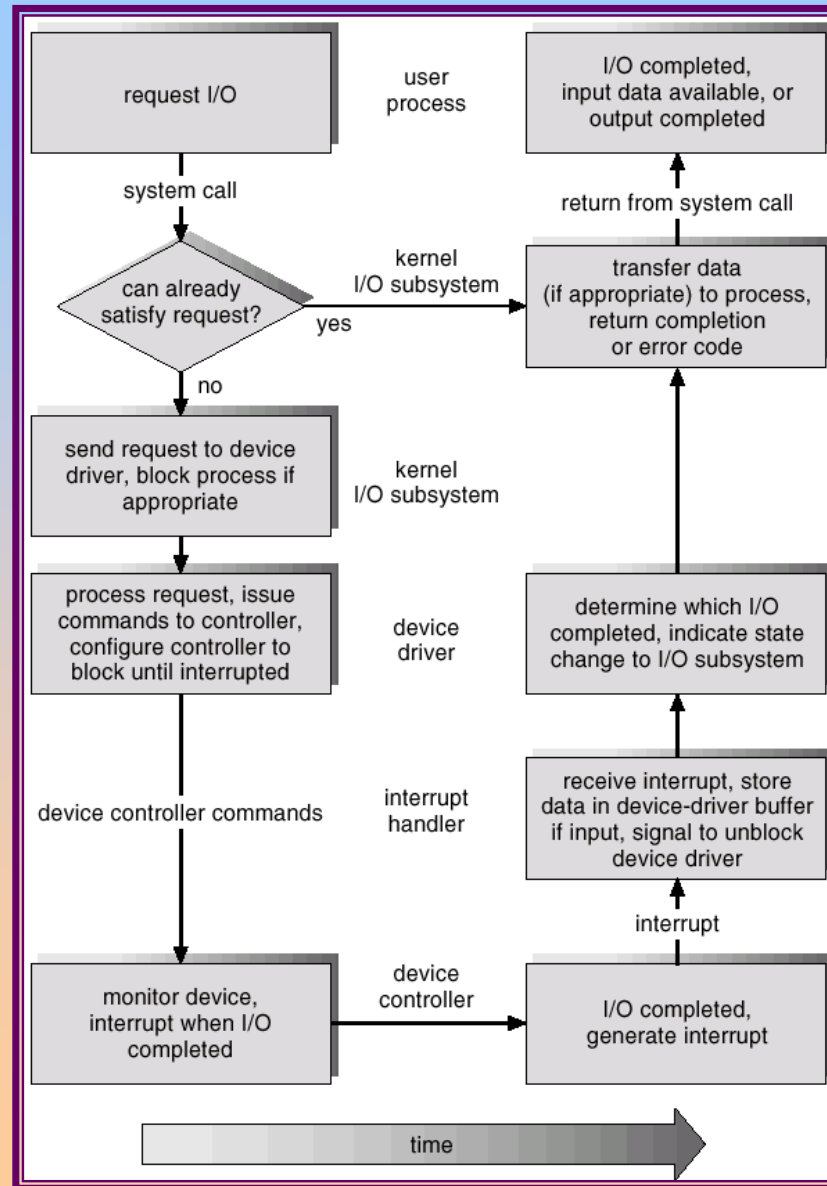 request I/O
user
process
I/O completed,
input data available, or
output completed
system call
return from system call
can already
satisfy request?
yes
no
kernel
I/O subsystem
transfer data
(if appropriate) to process,
return completion
or error code
send request to device
driver, block process if
appropriate
kernel
I/O subsystem
process request, issue
commands to controller,
configure controller to
block until interrupted
device
driver
determine which I/O
completed, indicate state
change to I/O subsystem
device controller commands
interrupt
handler
receive interrupt, store
data in device-driver buffer
if input, signal to unblock
device driver
interrupt
monitor device,
interrupt when I/O
completed
device
controller
I/O completed,
generate interrupt
time